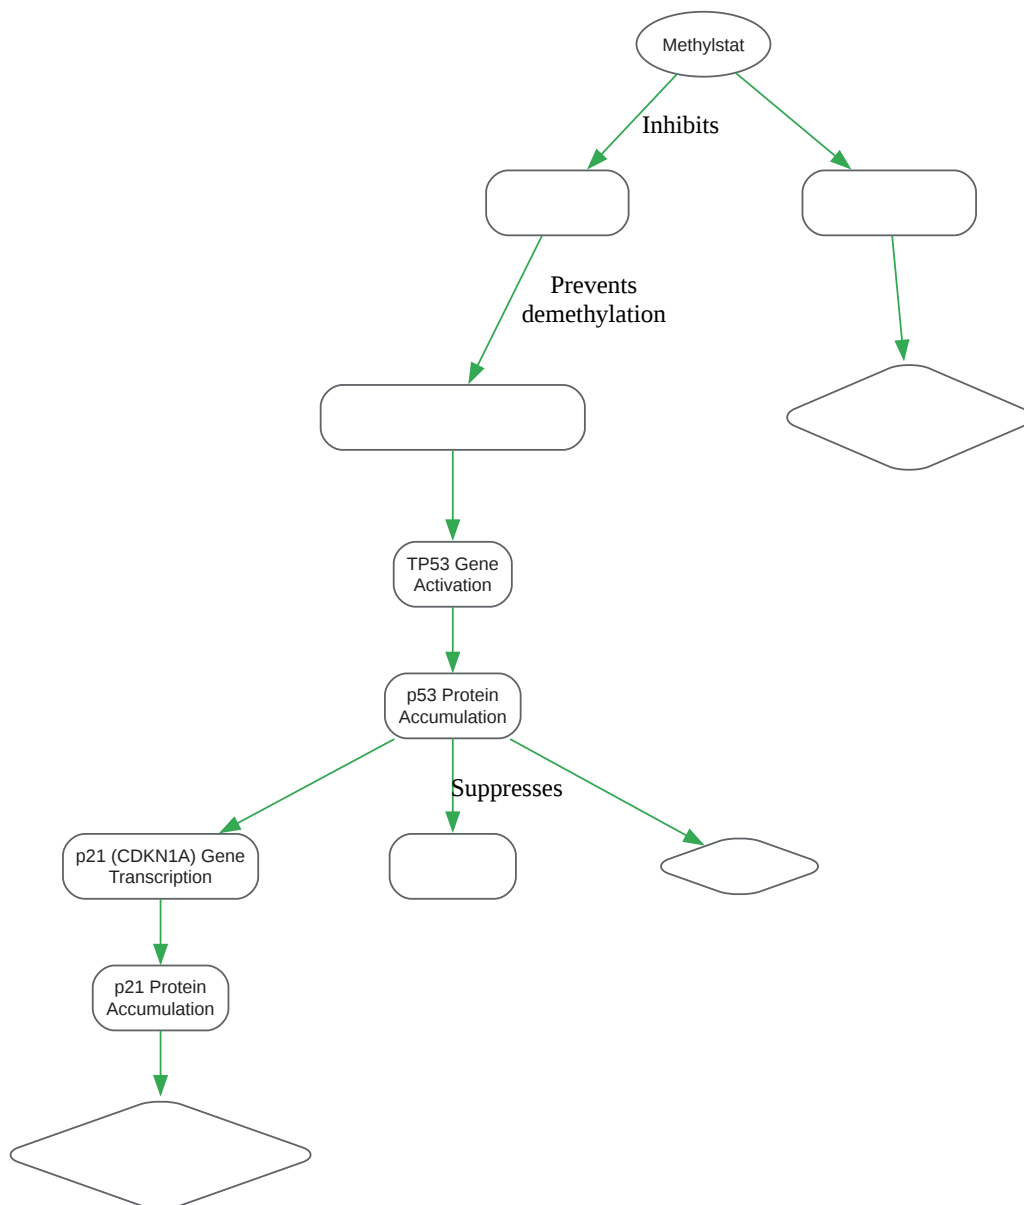 Methylstat
Inhibits
Prevents
demethylation
TP53 Gene
Activation
p53 Protein
Accumulation
Suppresses
p21 (CDKN1A) Gene
Transcription
p21 Protein
Accumulation